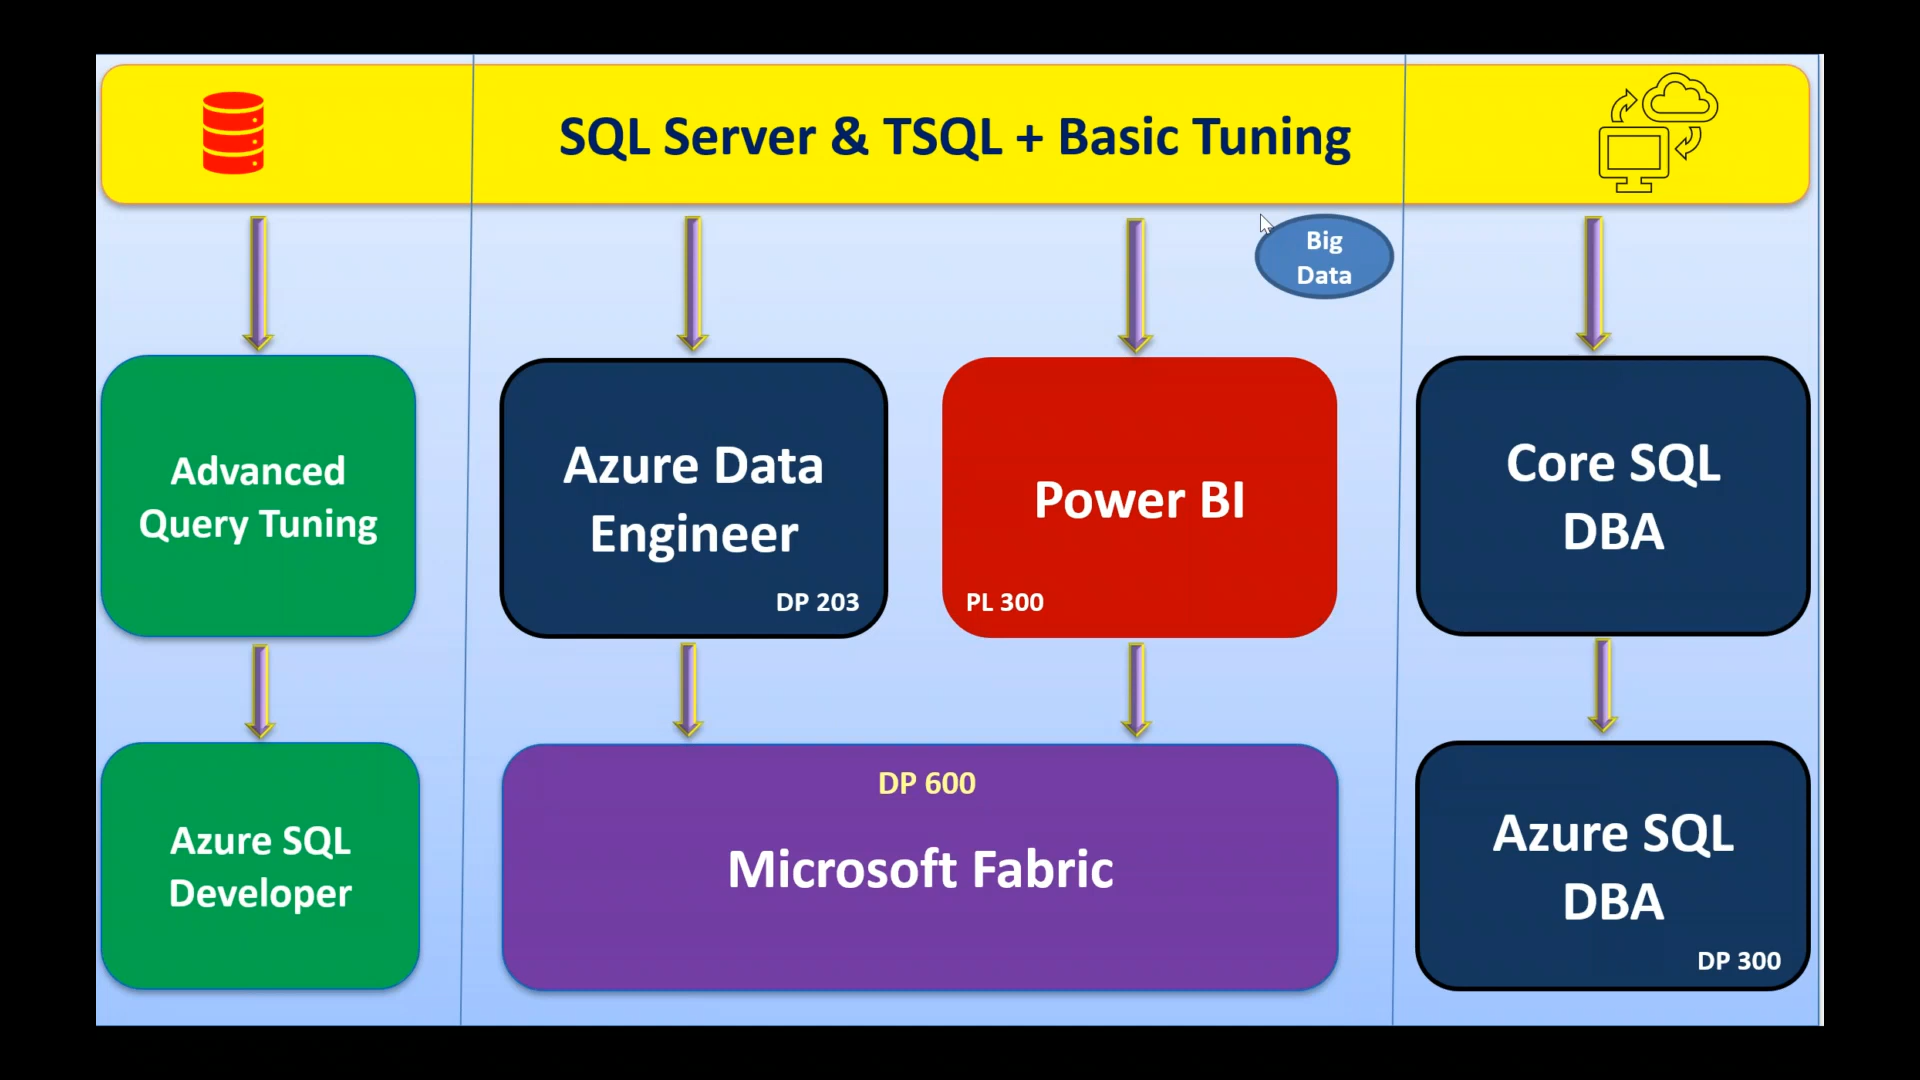 SQL Server & TSQL + Basic Tuning
Big
Data
Advanced
Query Tuning
Azure Data
Engineer
DP 203
Power BI
PL 300
Core SQL
DBA
Azure SQL
Developer
DP 600
Microsoft Fabric
Azure SQL
DBA
DP 300